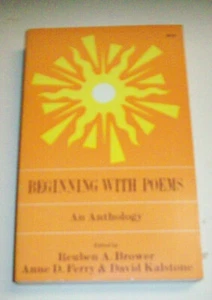 BEGINNING WITH POEMS
An Anthology
Edited by
Reuben A. Brower
Anne D. Ferry & David Kalstone